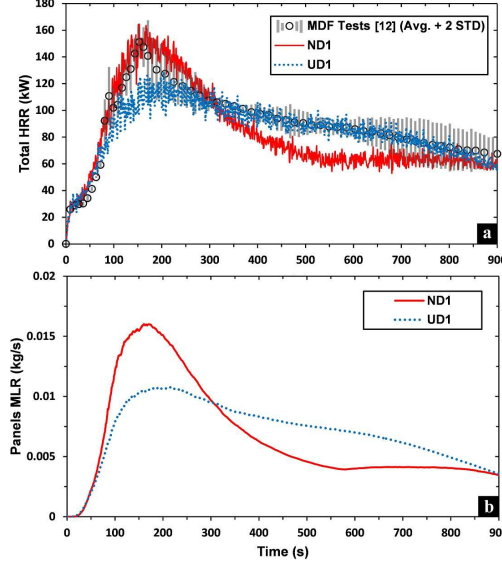 180
160
140
120
100
80
60
40
20
0
Total HRR (kW)
MDF Tests [12] (Avg. + 2 STD)
ND1
UD1
a
0 100 200 300 400 500 600 700 800 900
0.02
0.015
0.01
0.005
0
Panels MLR (kg/s)
ND1
UD1
b
0 100 200 300 400 500 600 700 800 900
Time (s)